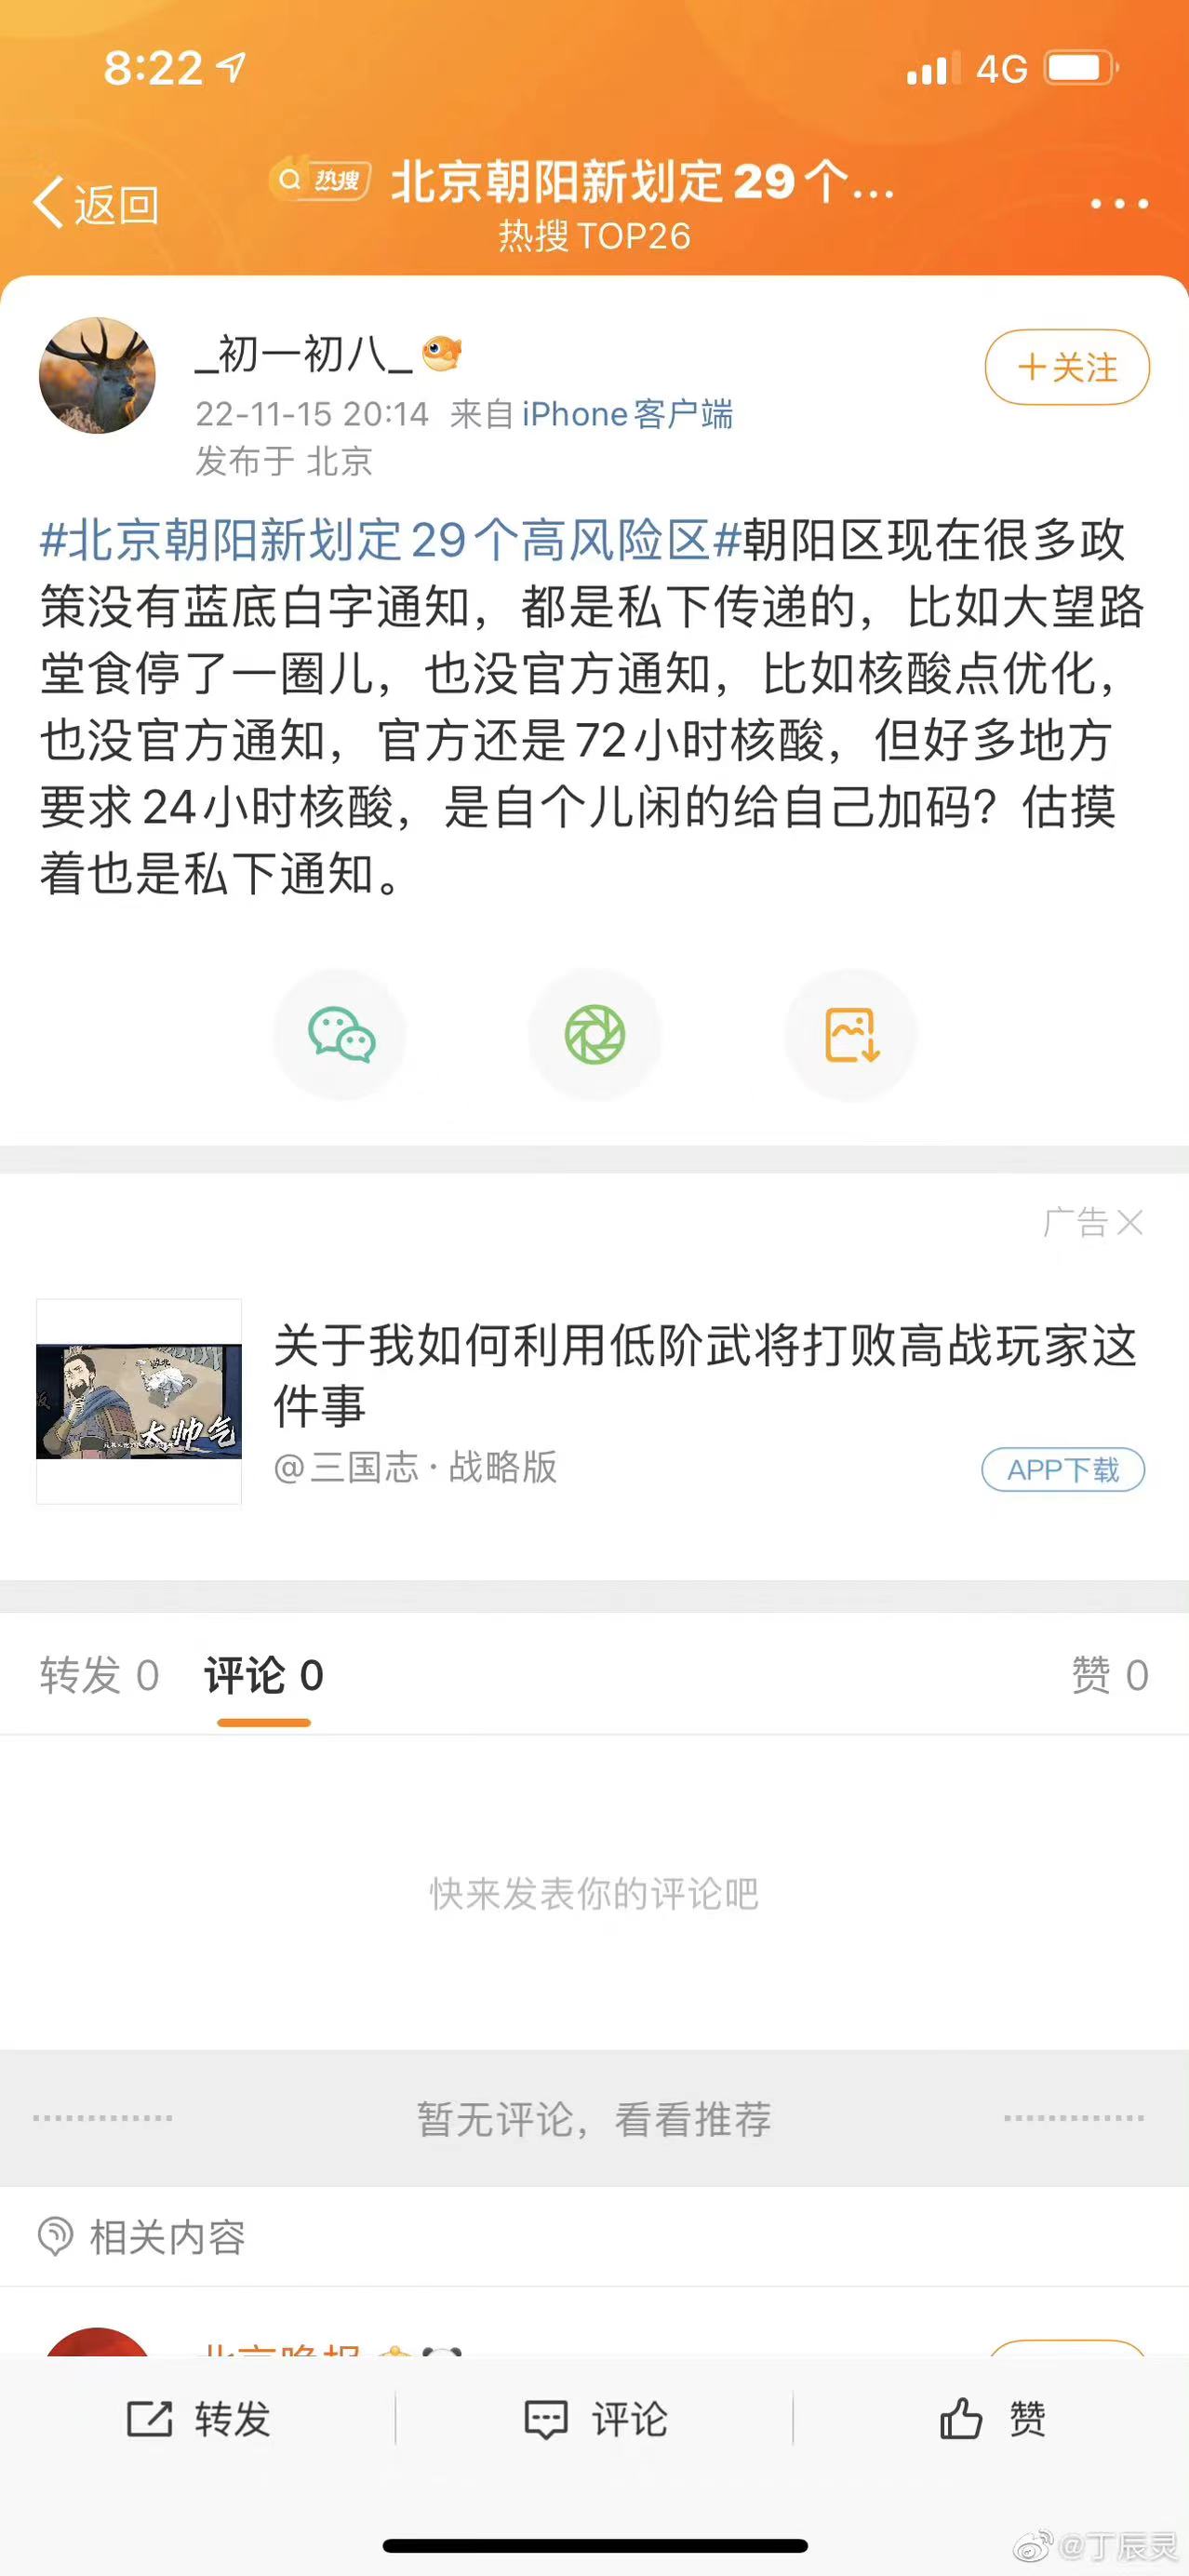 8:22
4G
返回
热搜 北京朝阳新划定29个...
热搜TOP26
_初一初八_
22-11-15 20:14 来自 iPhone客户端
发布于 北京
+关注
#北京朝阳新划定29个高风险区#朝阳区现在很多政
策没有蓝底白字通知，都是私下传递的，比如大望路
堂食停了一圈儿，也没官方通知，比如核酸点优化，
也没官方通知，官方还是72小时核酸，但好多地方
要求24小时核酸，是自个儿闲的给自己加码？估摸
着也是私下通知。
广告
关于我如何利用低阶武将打败高战玩家这
件事
太帅气
@三国志·战略版
APP下载
转发 0 评论 0 赞 0
快来发表你的评论吧
暂无评论，看看推荐
相关内容
北京晚报
转发 评论 赞
@丁辰灵